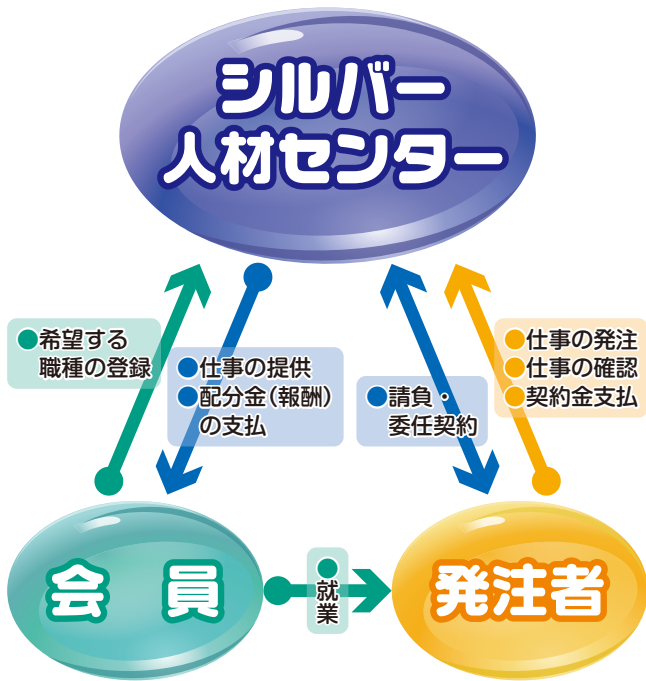 シルバー
人材センター
●希望する
職種の登録
●仕事の提供
●配分金(報酬)
の支払
●請負・
委任契約
●仕事の発注
●仕事の確認
●契約金支払
会 員
●就業
発注者